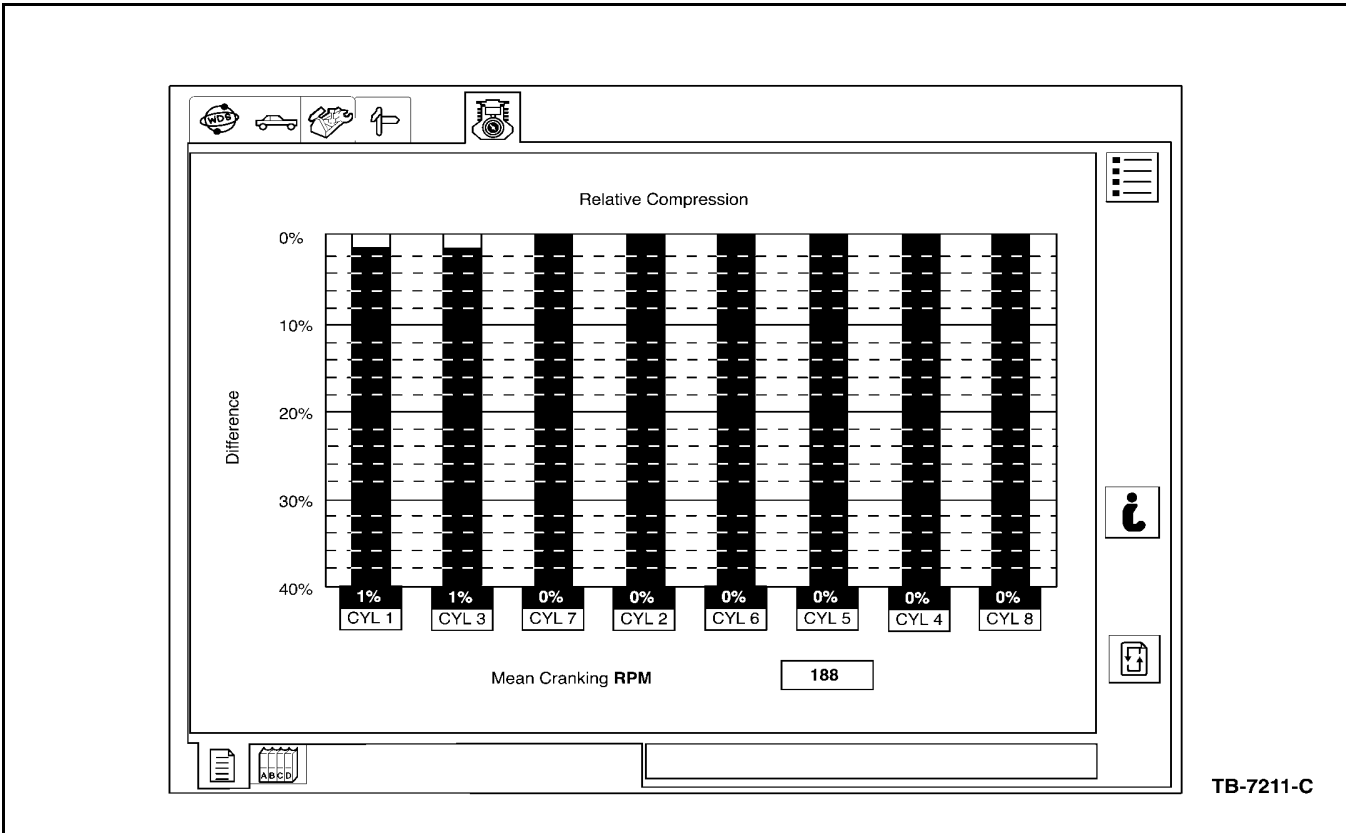 WDS
Relative Compression
0%
10%
20%
30%
40%
Difference
1% 1% 0% 0% 0% 0% 0% 0%
CYL 1 CYL 3 CYL 7 CYL 2 CYL 6 CYL 5 CYL 4 CYL 8
Mean Cranking RPM 188
A B C D
TB-7211-C